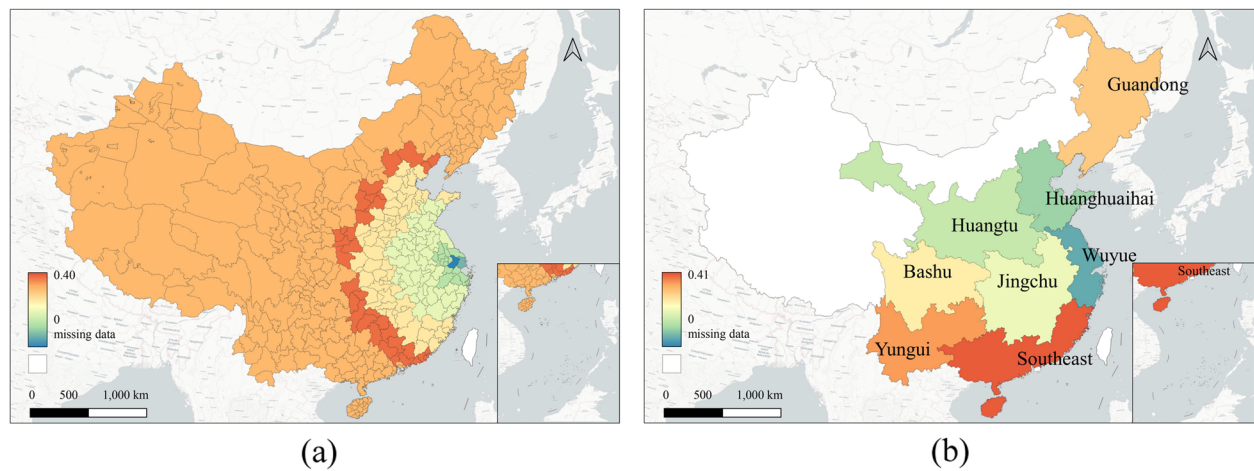 0.40
0
missing data
0 500 1,000 km
(a)
Guandong
Huanghuaihai
Huangtu
Wuyue
Bashu
Jingchu
Yungui
Southeast
Southeast
0.41
0
missing data
0 500 1,000 km
(b)